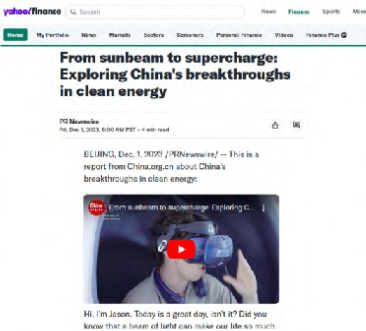 yahoo/finance
Search
News
Finance
Sports
More
Home
My Portfolio
News
Markets
Sectors
Screeners
Personal Finance
Videos
Finance Plus
From sunbeam to supercharge:
Exploring China's breakthroughs
in clean energy
PR Newswire
Fri, Dec 1, 2023, 6:00 AM PST • 4 min read
BEIJING, Dec. 1, 2023 /PRNewswire/ -- This is a
report from China.org.cn about China's
breakthroughs in clean energy:
From sunbeam to supercharge: Exploring C...
Hi, I'm Jason. Today is a great day, isn't it? Did you
know that a beam of light can make our life so much